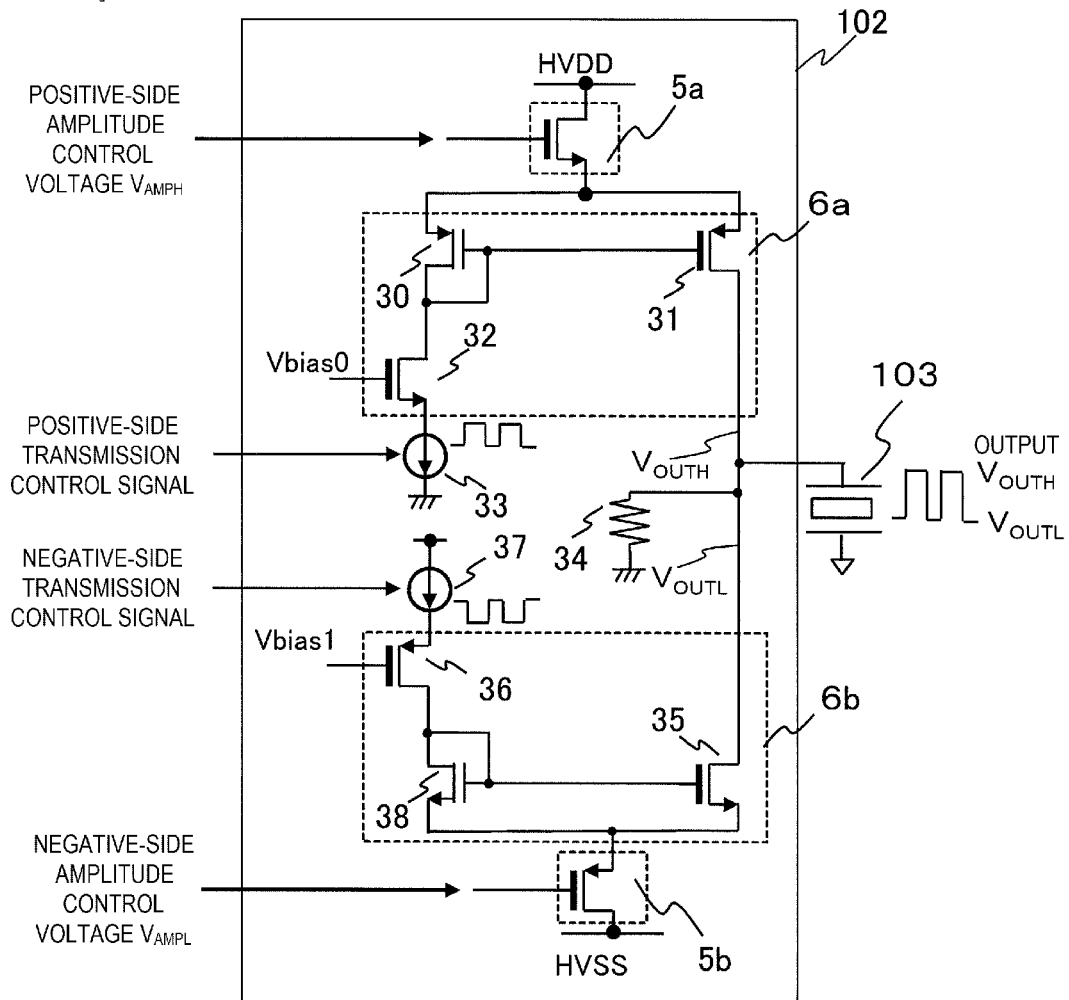 102
HVDD
5a
POSITIVE-SIDE
AMPLITUDE
CONTROL
VOLTAGE VAMPH
6a
30
31
32
Vbias0
103
POSITIVE-SIDE
TRANSMISSION
CONTROL SIGNAL
33
VOUTH
OUTPUT
VOUTH
VOUTL
34
VOUTL
NEGATIVE-SIDE
TRANSMISSION
CONTROL SIGNAL
37
Vbias1
36
6b
35
38
NEGATIVE-SIDE
AMPLITUDE
CONTROL
VOLTAGE VAMPL
5b
HVSS